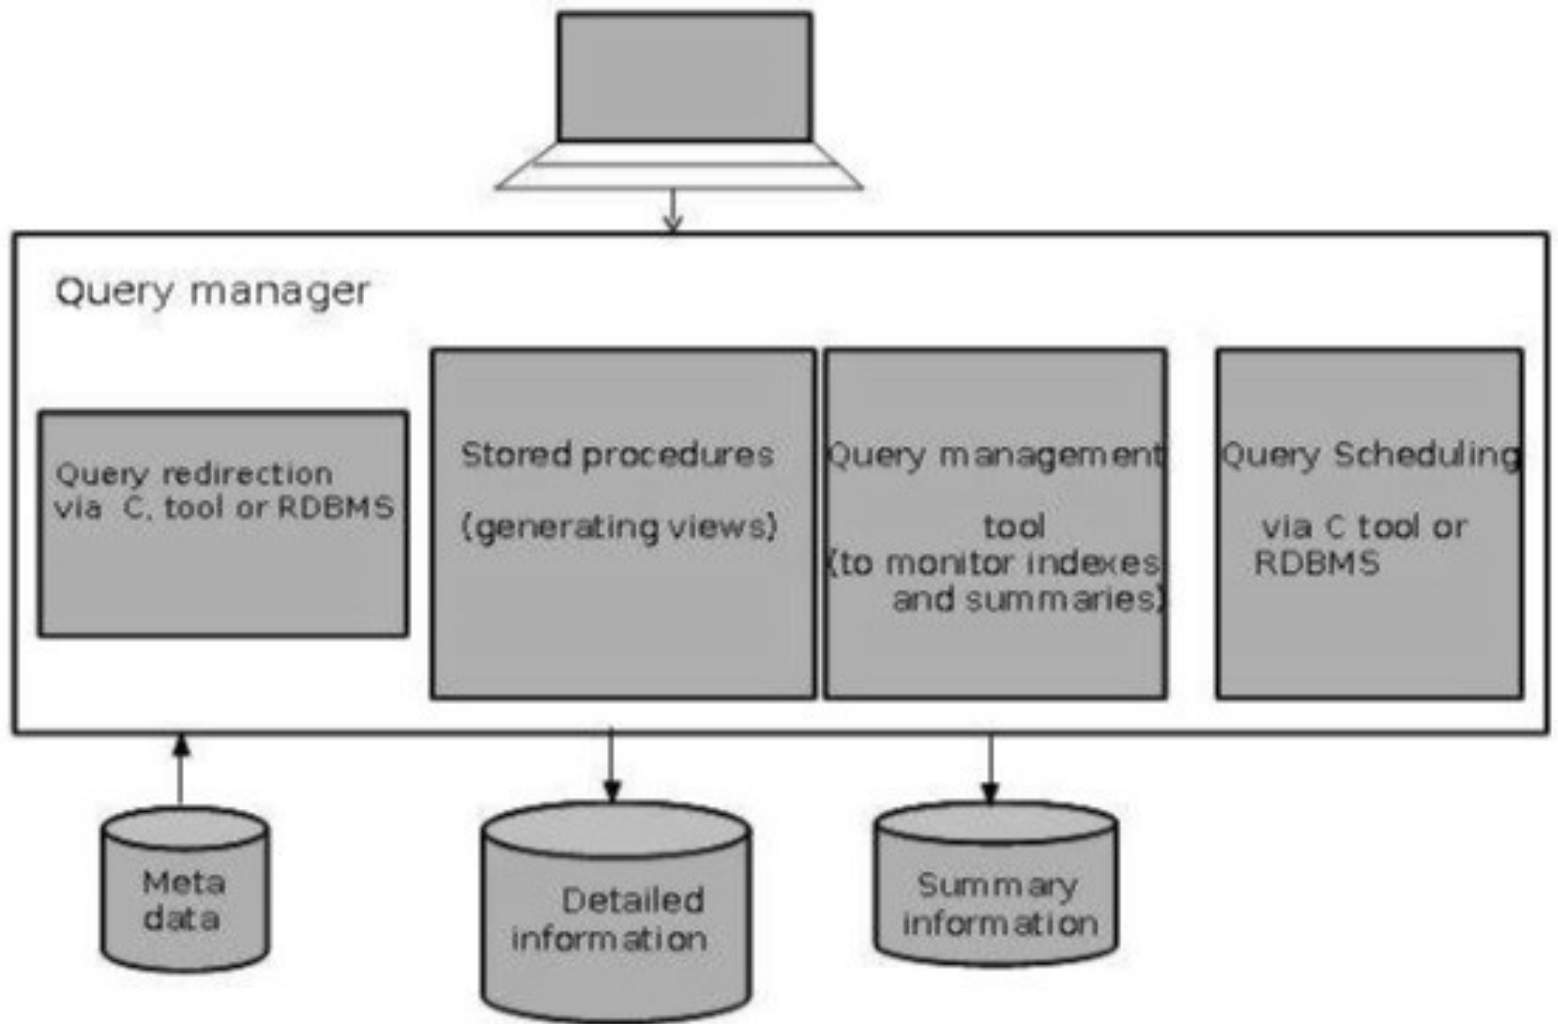 Query manager
Query redirection
via C, tool or RDBMS
Stored procedures
(generating views)
Query management
tool
(to monitor indexes
and summaries)
Query Scheduling
via C tool or
RDBMS
Meta
data
Detailed
information
Summary
information